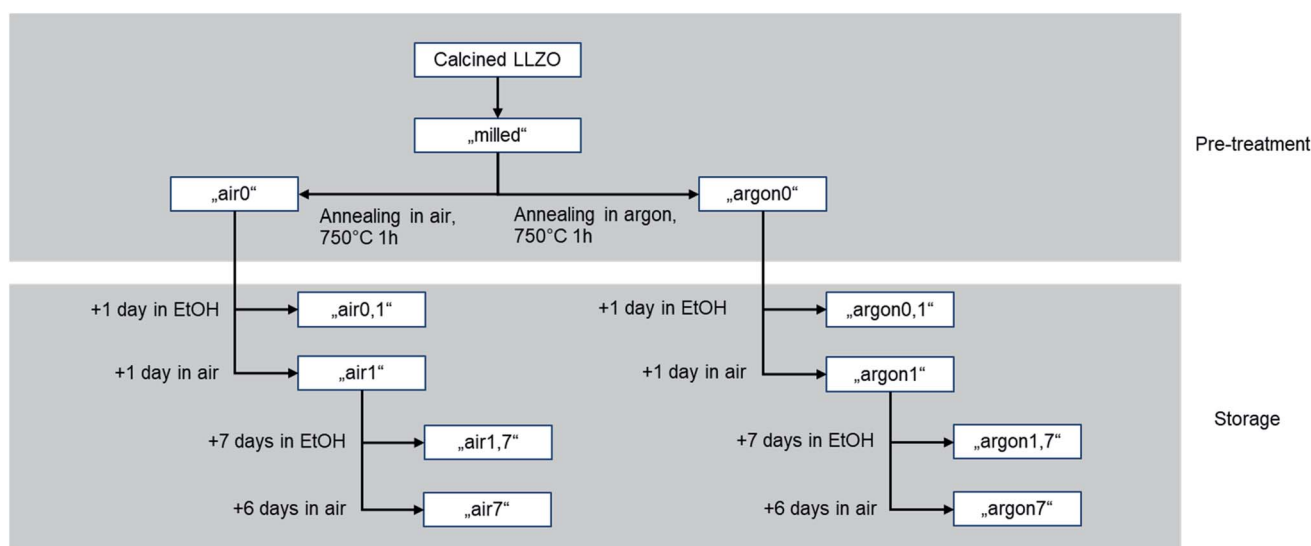 Calcined LLZO
„milled“
Pre-treatment
„air0“
„argon0“
Annealing in air,
750°C 1h
Annealing in argon,
750°C 1h
+1 day in EtOH
„air0,1“
+1 day in EtOH
„argon0,1“
+1 day in air
„air1“
+1 day in air
„argon1“
Storage
+7 days in EtOH
„air1,7“
+7 days in EtOH
„argon1,7“
+6 days in air
„air7“
+6 days in air
„argon7“